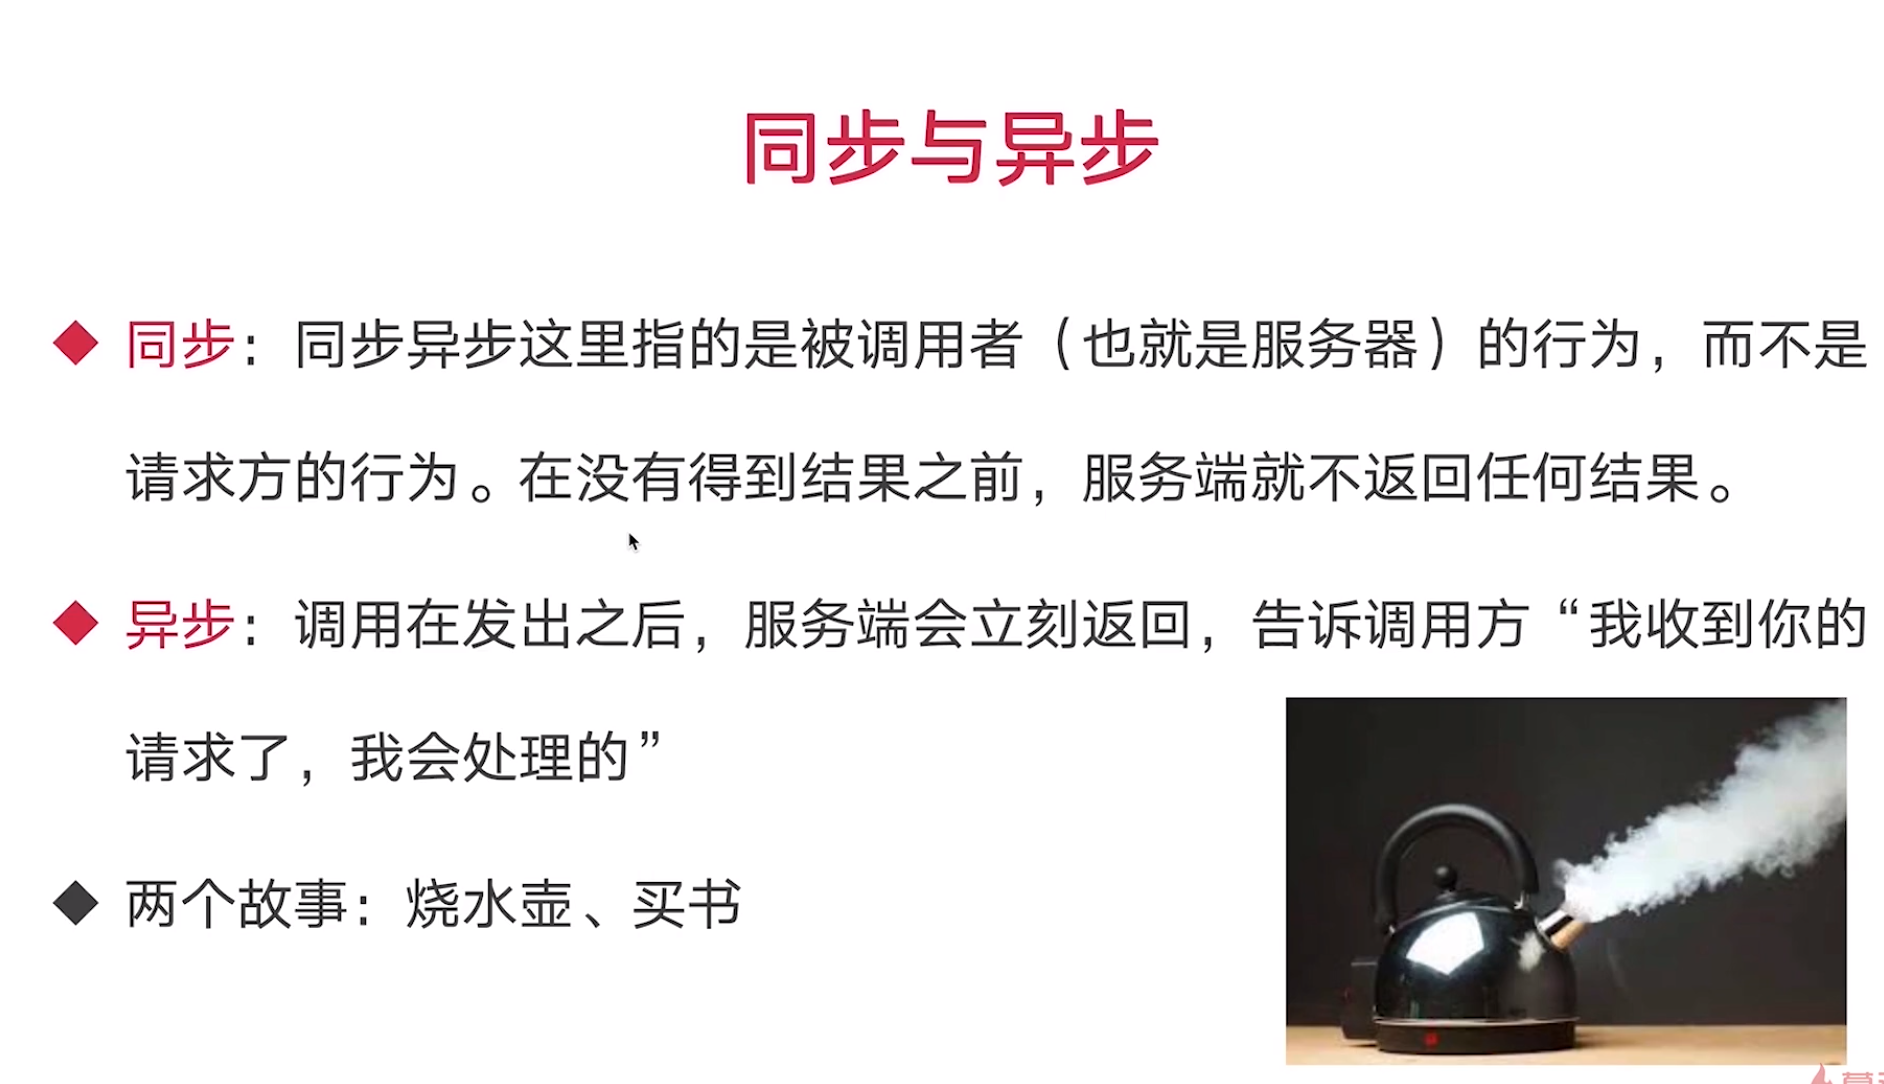 同步与异步
同步：同步异步这里指的是被调用者（也就是服务器）的行为，而不是
请求方的行为。在没有得到结果之前，服务端就不返回任何结果。
异步：调用在发出之后，服务端会立刻返回，告诉调用方“我收到你的
请求了，我会处理的”
两个故事：烧水壶、买书